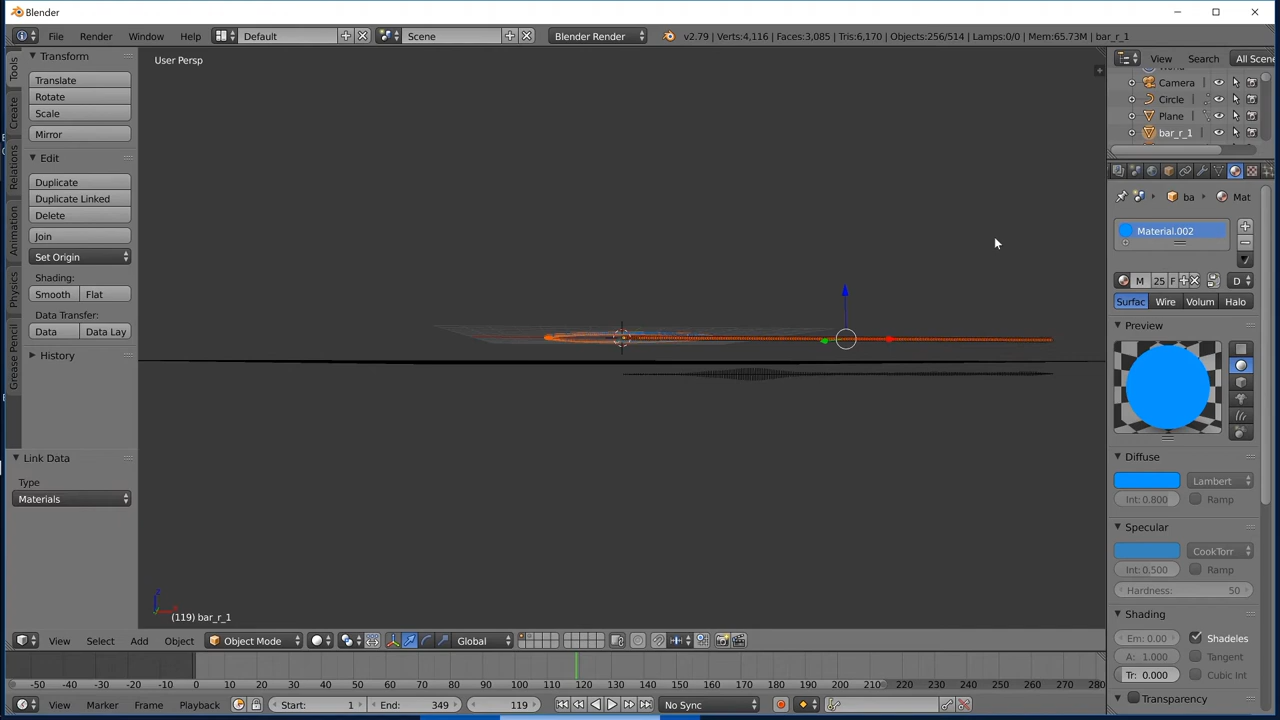 Blender
File Render Window Help Default Scene Blender Render v2.79 | Verts:4,116 | Faces:3,085 | Tris:6,170 | Objects:256/514 | Lamps:0/0 | Mem:65.73M | bar_r_1
Tools
Create
Relations
Animation
Physics
Grease Pencil
Transform
Translate
Rotate
Scale
Mirror
Edit
Duplicate
Duplicate Linked
Delete
Join
Set Origin
Shading:
Smooth Flat
Data Transfer:
Data Data Lay
History
Link Data
Type
Materials
User Persp
(119) bar_r_1
View Select Add Object Object Mode Global
-50 -40 -30 -20 -10 0 10 20 30 40 50 60 70 80 90 100 110 120 130 140 150 160 170 180 190 200 210 220 230 240 250 260 270 280
View Marker Frame Playback Start: 1 End: 349 119 No Sync
View Search All Scene
Camera
Circle
Plane
bar_r_1
ba Mat
Material.002
M 25 F D
Surfac Wire Volum Halo
Preview
Diffuse
Lambert
Int: 0.800 Ramp
Specular
CookTorr
Int: 0.500 Ramp
Hardness: 50
Shading
Em: 0.00 Shadeles
A: 1.000 Tangent
Tr: 0.000 Cubic Int
Transparency